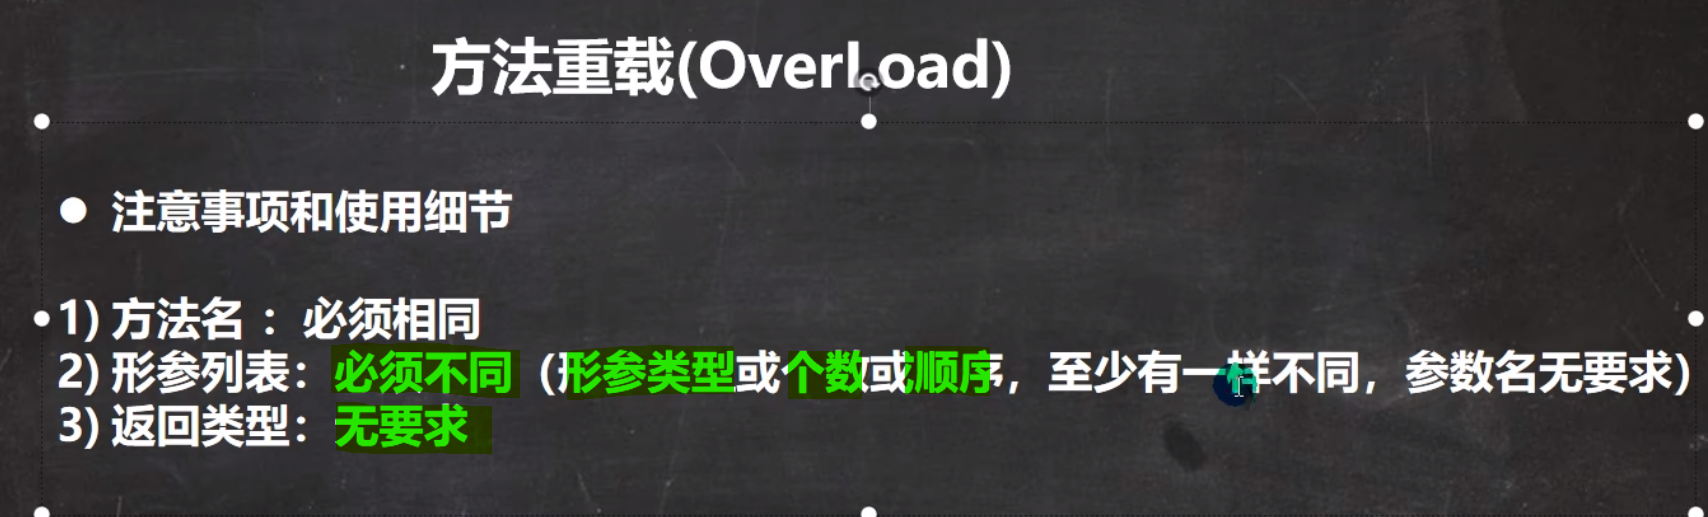 方法重载(Overload)
● 注意事项和使用细节
1) 方法名 ：必须相同
2) 形参列表：必须不同（形参类型或个数或顺序，至少有一样不同，参数名无要求）
3) 返回类型：无要求